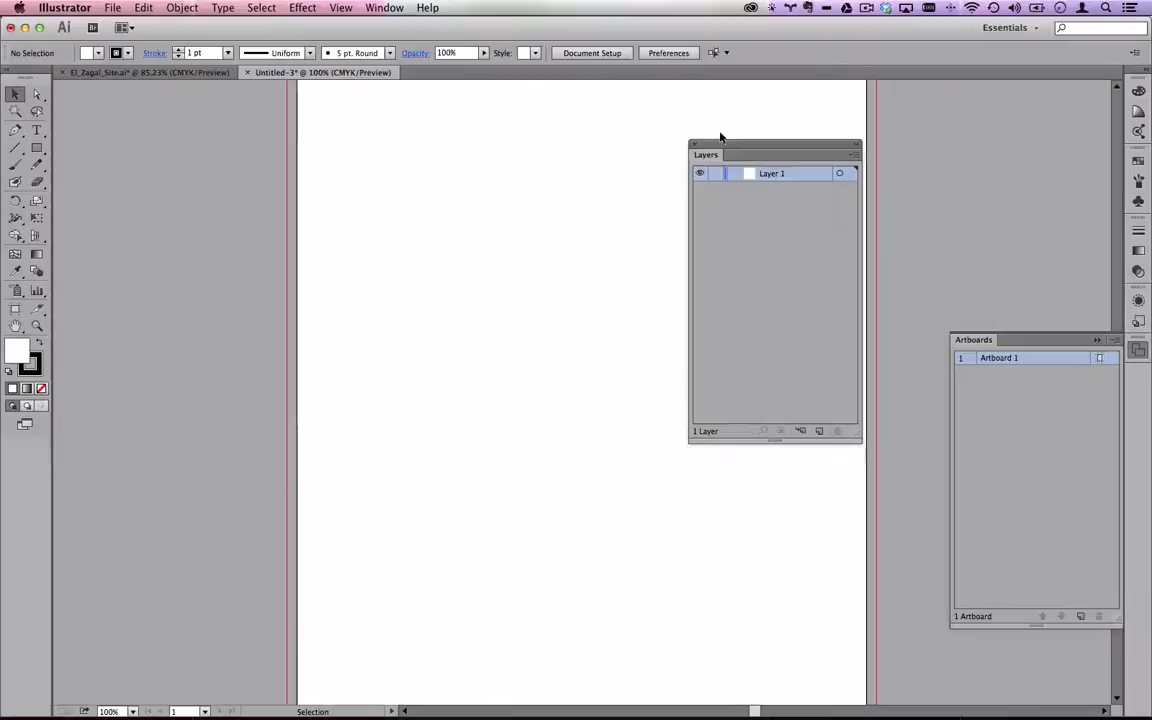 Illustrator File Edit Object Type Select Effect View Window Help
Ai Br Essentials
No Selection Stroke: 1 pt Uniform 5 pt. Round Opacity: 100% Style: Document Setup Preferences
El_Zagal_Site.ai* @ 85.23% (CMYK/Preview) Untitled-3* @ 100% (CMYK/Preview)
Layers
Layer 1
1 Layer
Artboards
1 Artboard 1
1 Artboard
100% 1 Selection